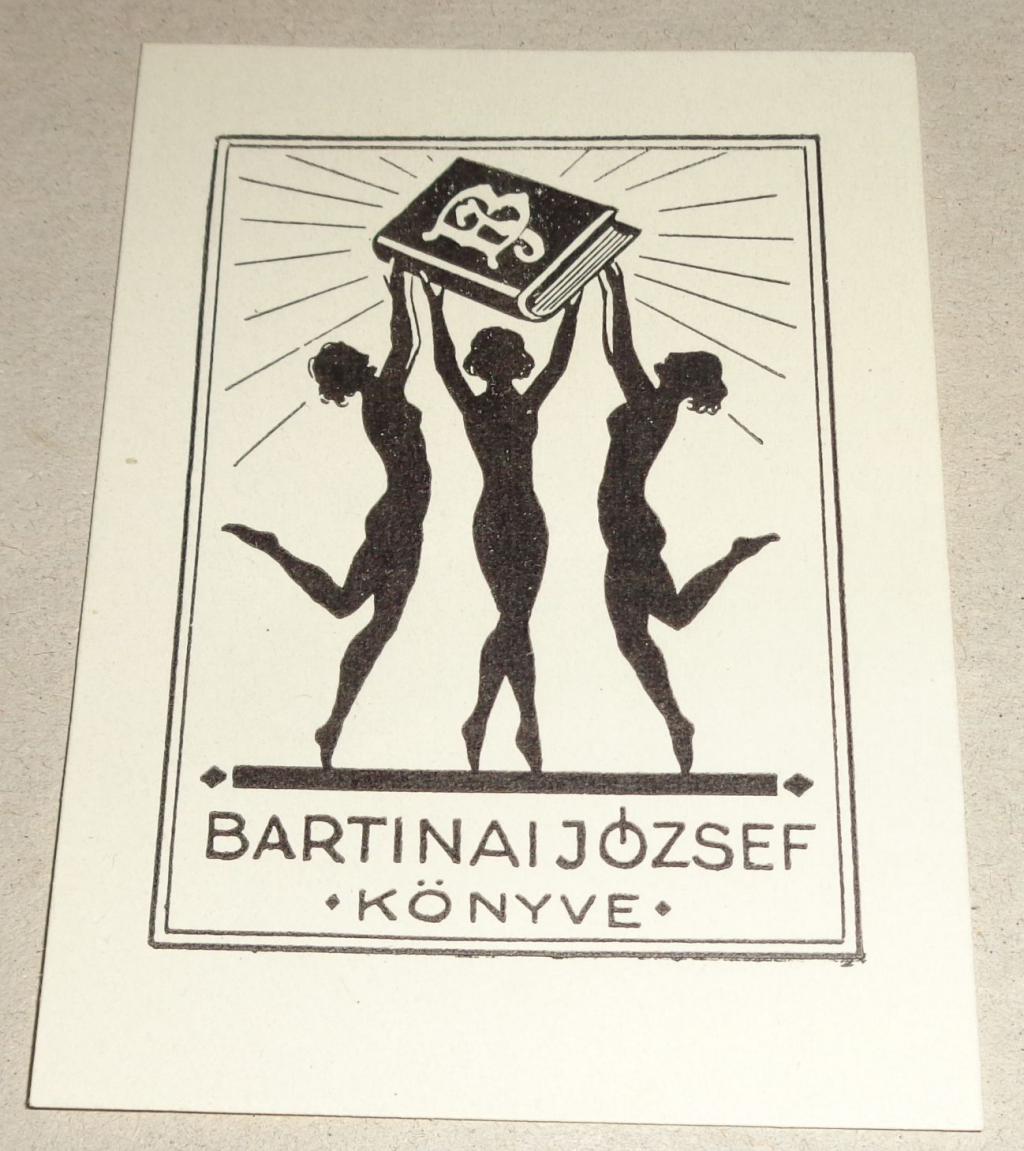 BARTINAI JÓZSEF
• KÖNYVE •